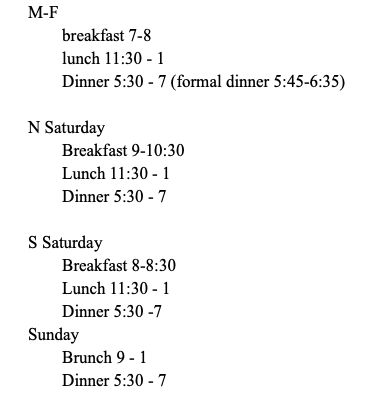 M-F
breakfast 7-8
lunch 11:30 - 1
Dinner 5:30 - 7 (formal dinner 5:45-6:35)
N Saturday
Breakfast 9-10:30
Lunch 11:30 - 1
Dinner 5:30 - 7
S Saturday
Breakfast 8-8:30
Lunch 11:30 - 1
Dinner 5:30 -7
Sunday
Brunch 9 - 1
Dinner 5:30 - 7